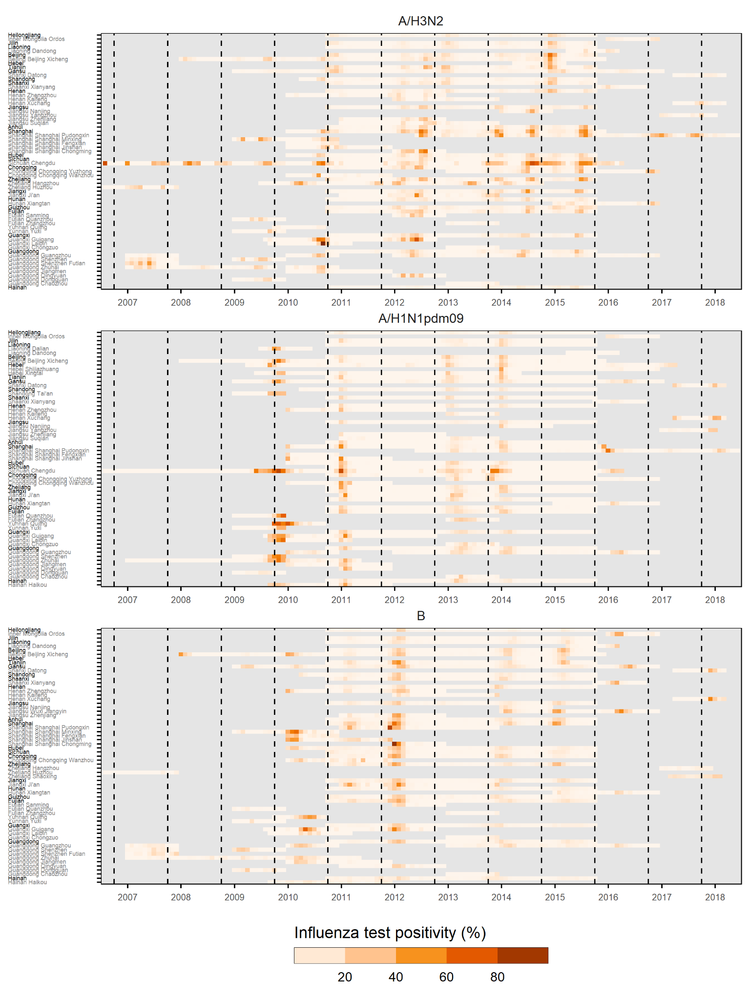 A/H3N2
Heilongjiang
Inner Mongolia Ordos
Jilin
Liaoning
Liaoning Dandong
Beijing
Beijing Beijing Xicheng
Hebei
Tianjin
Gansu
Shanxi Datong
Shandong
Shaanxi
Shaanxi Xianyang
Henan
Henan Zhengzhou
Henan Kaifeng
Henan Xuchang
Jiangsu
Jiangsu Nanjing
Jiangsu Yangzhou
Jiangsu Zhenjiang
Jiangsu Suqian
Anhui
Shanghai
Shanghai Shanghai Pudongxin
Shanghai Shanghai Minxing
Shanghai Shanghai Fengxian
Shanghai Shanghai Jinshan
Shanghai Shanghai Chongming
Huber
Sichuan
Sichuan Chengdu
Chongqing
Chongqing Chongqing Yuzhong
Chongqing Chongqing Wanzhou
Zhejiang
Zhejiang Hangzhou
Zhejiang Huzhou
Jiangxi
Jiangxi Ji'an
Hunan
Hunan Xiangtan
Guizhou
Fujian
Fujian Sanming
Fujian Quanzhou
Fujian Zhangzhou
Yunnan Qujing
Yunnan Yuxi
Guangxi
Guangxi Guigang
Guangxi Laibin
Guangxi Chongzuo
Guangdong
Guangdong Guangzhou
Guangdong Shenzhen
Guangdong Shenzhen Futian
Guangdong Zhuhai
Guangdong Jiangmen
Guangdong Qingyuan
Guangdong Dongguan
Guangdong Chaozhou
Hainan
2007 2008 2009 2010 2011 2012 2013 2014 2015 2016 2017 2018
A/H1N1pdm09
Heilongjiang
Inner Mongolia Ordos
Jilin
Liaoning
Liaoning Dalian
Liaoning Dandong
Beijing
Beijing Beijing Xicheng
Hebei
Hebei Shijiazhuang
Hebei Xingtai
Tianjin
Gansu
Shanxi Datong
Shandong
Shandong Tai'an
Shaanxi
Shaanxi Xianyang
Henan
Henan Zhengzhou
Henan Kaifeng
Henan Xuchang
Jiangsu
Jiangsu Nanjing
Jiangsu Yangzhou
Jiangsu Zhenjiang
Jiangsu Suqian
Anhui
Shanghai
Shanghai Shanghai Pudongxin
Shanghai Shanghai Fengxian
Shanghai Shanghai Jinshan
Huber
Sichuan
Sichuan Chengdu
Chongqing
Chongqing Chongqing Yuzhong
Chongqing Chongqing Wanzhou
Zhejiang
Jiangxi
Jiangxi Ji'an
Hunan
Hunan Xiangtan
Guizhou
Fujian
Fujian Quanzhou
Fujian Zhangzhou
Yunnan Qujing
Yunnan Yuxi
Guangxi
Guangxi Guigang
Guangxi Laibin
Guangxi Chongzuo
Guangdong
Guangdong Guangzhou
Guangdong Shenzhen
Guangdong Zhuhai
Guangdong Jiangmen
Guangdong Qingyuan
Guangdong Dongguan
Guangdong Chaozhou
Hainan
Hainan Haikou
2007 2008 2009 2010 2011 2012 2013 2014 2015 2016 2017 2018
B
Heilongjiang
Inner Mongolia Ordos
Jilin
Liaoning
Liaoning Dandong
Beijing
Beijing Beijing Xicheng
Hebei
Tianjin
Gansu
Shanxi Datong
Shandong
Shaanxi
Shaanxi Xianyang
Henan
Henan Zhengzhou
Henan Kaifeng
Henan Xuchang
Jiangsu
Jiangsu Nanjing
Jiangsu Wuxi Jiangyin
Jiangsu Zhenjiang
Anhui
Shanghai
Shanghai Shanghai Pudongxin
Shanghai Shanghai Minxing
Shanghai Shanghai Fengxian
Shanghai Shanghai Jinshan
Shanghai Shanghai Chongming
Huber
Sichuan
Chongqing
Chongqing Chongqing Wanzhou
Zhejiang
Zhejiang Hangzhou
Zhejiang Huzhou
Zhejiang Shaoxing
Jiangxi
Jiangxi Ji'an
Hunan
Hunan Xiangtan
Guizhou
Fujian
Fujian Sanming
Fujian Quanzhou
Fujian Zhangzhou
Yunnan Qujing
Yunnan Yuxi
Guangxi
Guangxi Guigang
Guangxi Laibin
Guangxi Chongzuo
Guangdong
Guangdong Guangzhou
Guangdong Shenzhen
Guangdong Shenzhen Futian
Guangdong Zhuhai
Guangdong Jiangmen
Guangdong Qingyuan
Guangdong Dongguan
Guangdong Chaozhou
Hainan
Hainan Haikou
2007 2008 2009 2010 2011 2012 2013 2014 2015 2016 2017 2018
Influenza test positivity (%)
20 40 60 80